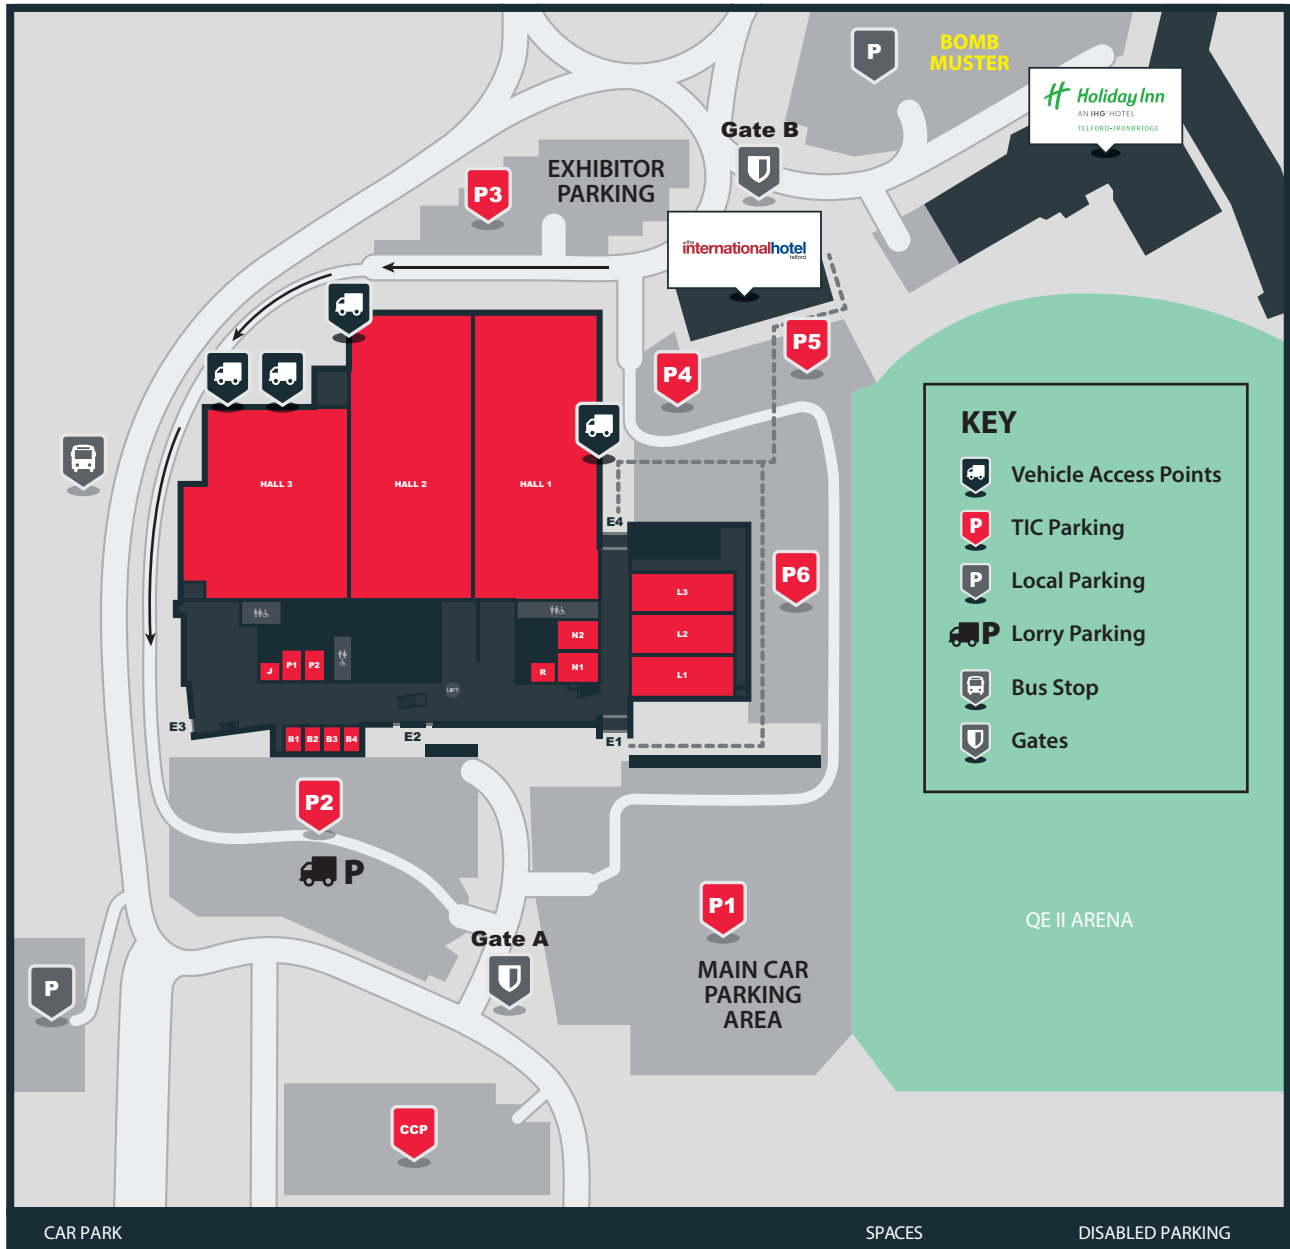 BOMB
MUSTER
P
Holiday Inn
AN IHG® HOTEL
TELFORD-IRONBRIDGE
Gate B
EXHIBITOR
PARKING
P3
the
internationalhotel
telford
P5
P4
KEY
Vehicle Access Points
P TIC Parking
P Local Parking
P Lorry Parking
Bus Stop
Gates
HALL 3
HALL 2
HALL 1
E4
P6
L3
L2
L1
N2
N1
R
J
P1
P2
LIFT
E3
B1
B2
B3
B4
E2
E1
P2
P
P1
QE II ARENA
Gate A
MAIN CAR
PARKING
AREA
P
CCP
CAR PARK
SPACES
DISABLED PARKING